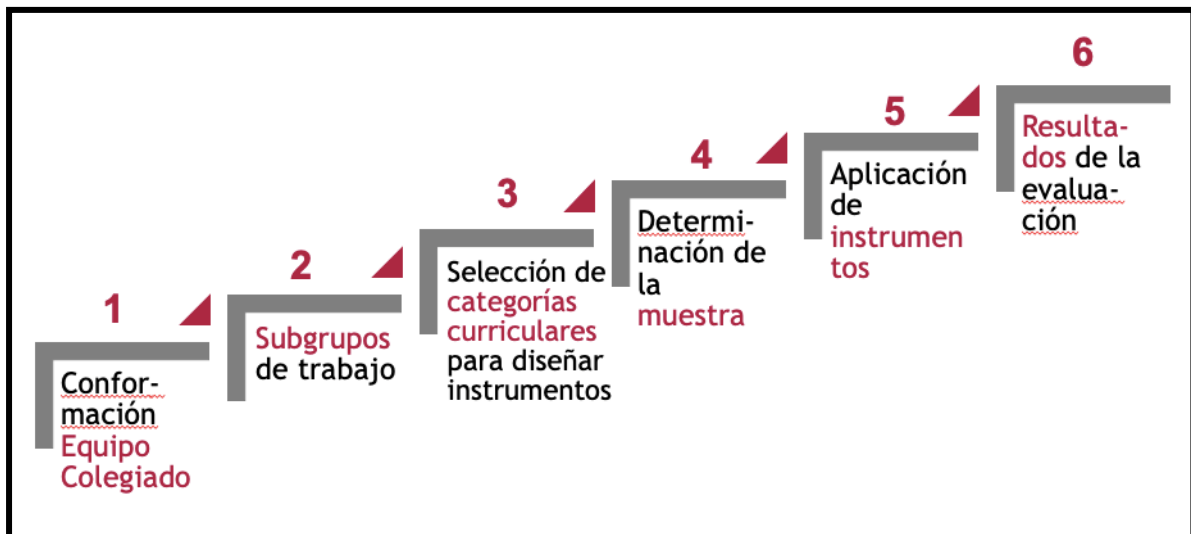 1
Confor-
mación
Equipo
Colegiado
2
Subgrupos
de trabajo
3
Selección de
categorías
curriculares
para diseñar
instrumentos
4
Determi-
nación de
la
muestra
5
Aplicación
de
instrumen
tos
6
Resulta-
dos de la
evalua-
ción